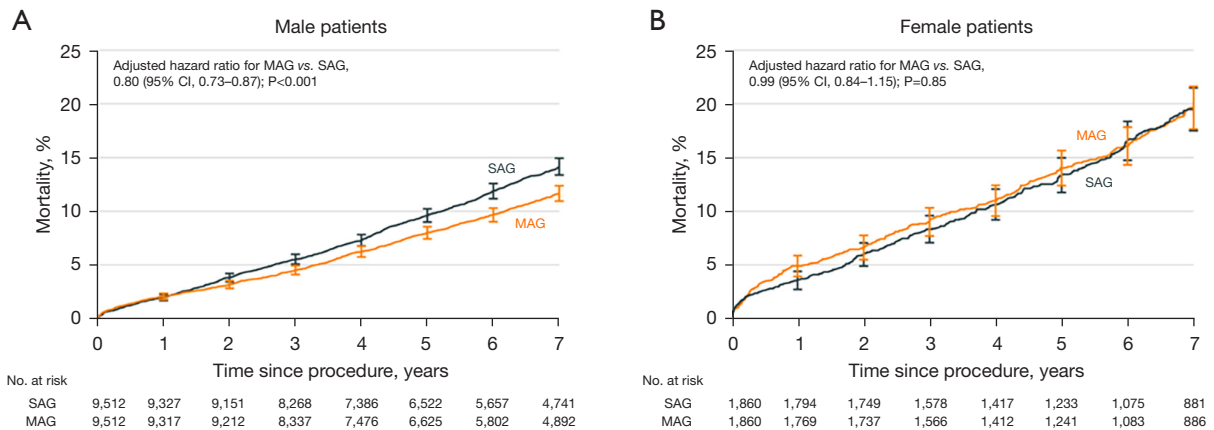 A
Male patients
Adjusted hazard ratio for MAG vs. SAG,
0.80 (95% CI, 0.73–0.87); P<0.001
25
20
15
10
5
0
Mortality, %
SAG
MAG
0 1 2 3 4 5 6 7
Time since procedure, years
No. at risk
SAG 9,512 9,327 9,151 8,268 7,386 6,522 5,657 4,741
MAG 9,512 9,317 9,212 8,337 7,476 6,625 5,802 4,892
B
Female patients
Adjusted hazard ratio for MAG vs. SAG,
0.99 (95% CI, 0.84–1.15); P=0.85
25
20
15
10
5
0
Mortality, %
MAG
SAG
0 1 2 3 4 5 6 7
Time since procedure, years
No. at risk
SAG 1,860 1,794 1,749 1,578 1,417 1,233 1,075 881
MAG 1,860 1,769 1,737 1,566 1,412 1,241 1,083 886